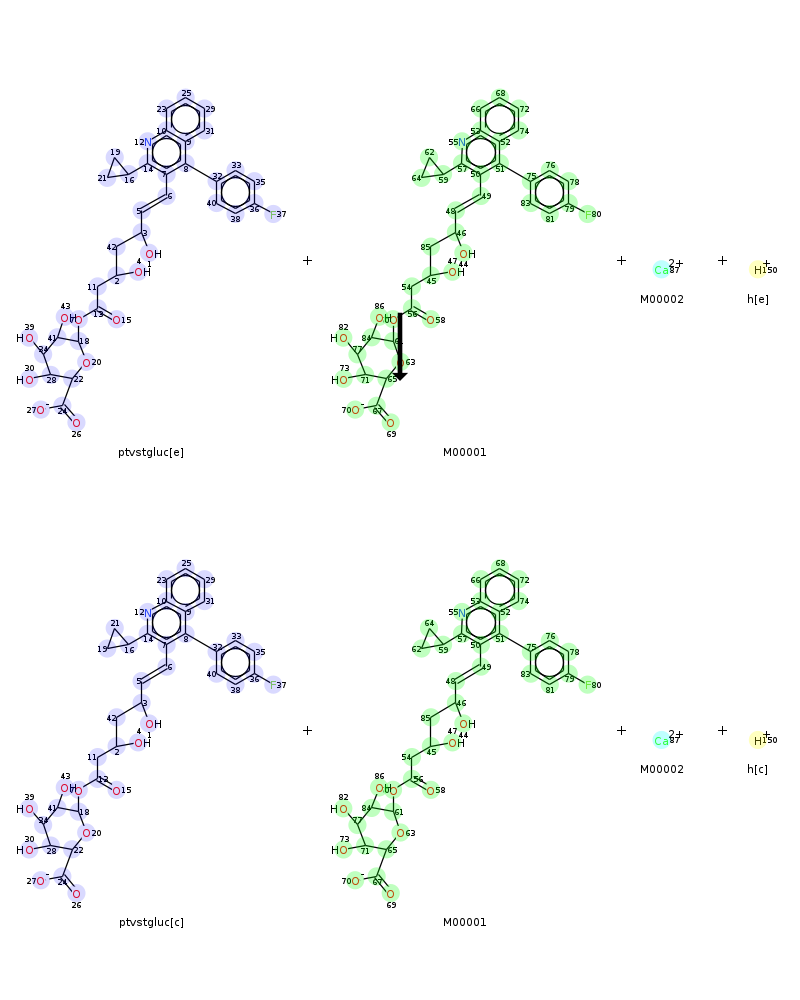 25
23 29
10 31
12 N 9
19 14 7 8
21 16 32 33
6 40 35
5 36 F 37
3 38
42 OH
4 1
2 OH
11
43 13 O 15
OH
39 41 18
HO 34 O 20
30 28 22
HO
27 O - 24 O
26
ptvstgluc[e]
+
68
66 72
53 74
55 N 52
62 57 50 51
64 59 75 76
49 83 78
48 79 F 80
46 81
85 OH
47 44
45 OH
54
86 56 O 58
OH
82 84 61
HO 77 63
73 71 65
HO
70 O - 67 O
69
M00001
+
Ca 2+ 87
M00002
+
H + 150
h[e]
25
23 29
10 31
12 N 9
21 14 7 8
19 16 32 33
6 40 35
5 36 F 37
3 38
42 OH
4 1
2 OH
11
43 13 O 15
OH
39 41 18
HO 34 O 20
30 28 22
HO
27 O - 24 O
26
ptvstgluc[c]
+
68
66 72
53 74
55 N 52
64 57 50 51
62 59 75 76
49 83 78
48 79 F 80
46 81
85 OH
47 44
45 OH
54
86 56 O 58
OH
82 84 61
HO 77 O 63
73 71 65
HO
70 O - 67 O
69
M00001
+
Ca 2+ 87
M00002
+
H + 150
h[c]